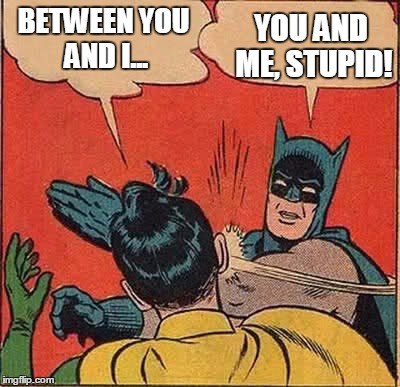 BETWEEN YOU
AND I...
YOU AND
ME, STUPID!
imgflip.com